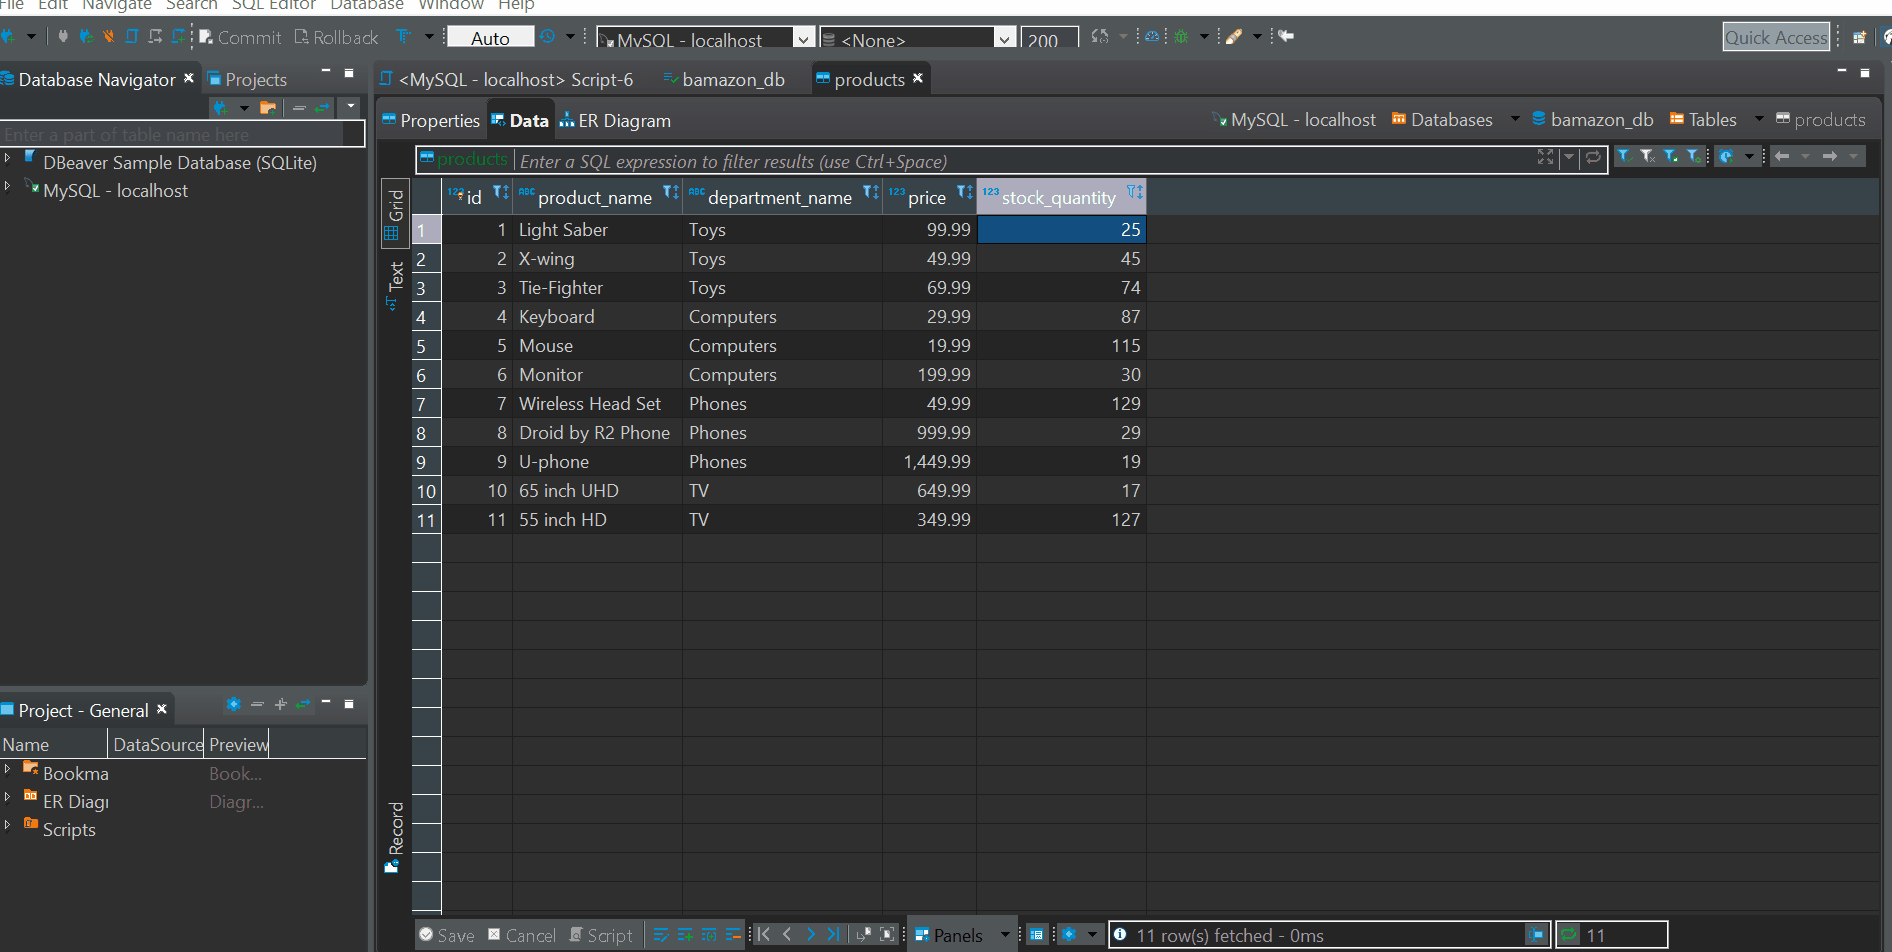 File Edit Navigate Search SQL Editor Database Window Help
Commit Rollback Auto MySQL - localhost <None> 200 Quick Access
Database Navigator Projects
Enter a part of table name here
DBeaver Sample Database (SQLite)
MySQL - localhost
<MySQL - localhost> Script-6 bamazon_db products
Properties Data ER Diagram MySQL - localhost Databases bamazon_db Tables products
products Enter a SQL expression to filter results (use Ctrl+Space)
Grid
Text
Record
123 id ABC product_name ABC department_name 123 price 123 stock_quantity
1 1 Light Saber Toys 99.99 25
2 2 X-wing Toys 49.99 45
3 3 Tie-Fighter Toys 69.99 74
4 4 Keyboard Computers 29.99 87
5 5 Mouse Computers 19.99 115
6 6 Monitor Computers 199.99 30
7 7 Wireless Head Set Phones 49.99 129
8 8 Droid by R2 Phone Phones 999.99 29
9 9 U-phone Phones 1,449.99 19
10 10 65 inch UHD TV 649.99 17
11 11 55 inch HD TV 349.99 127
Project - General
Name DataSource Preview
Bookma Book...
ER Diagr Diagr...
Scripts
Save Cancel Script Panels 11 row(s) fetched - 0ms 11